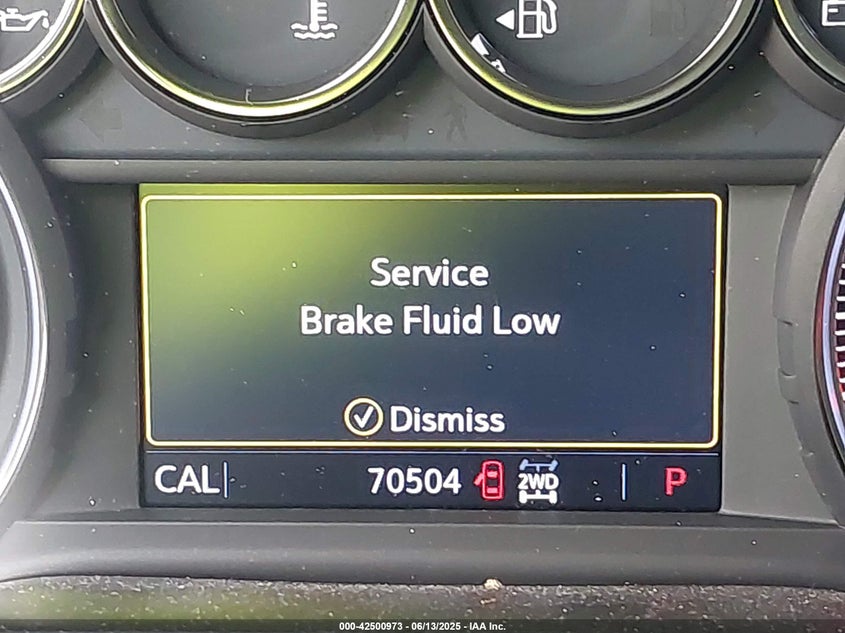 Service
Brake Fluid Low
Dismiss
CAL 70504 2WD P
000-42500973 - 06/13/2025 - IAA Inc.